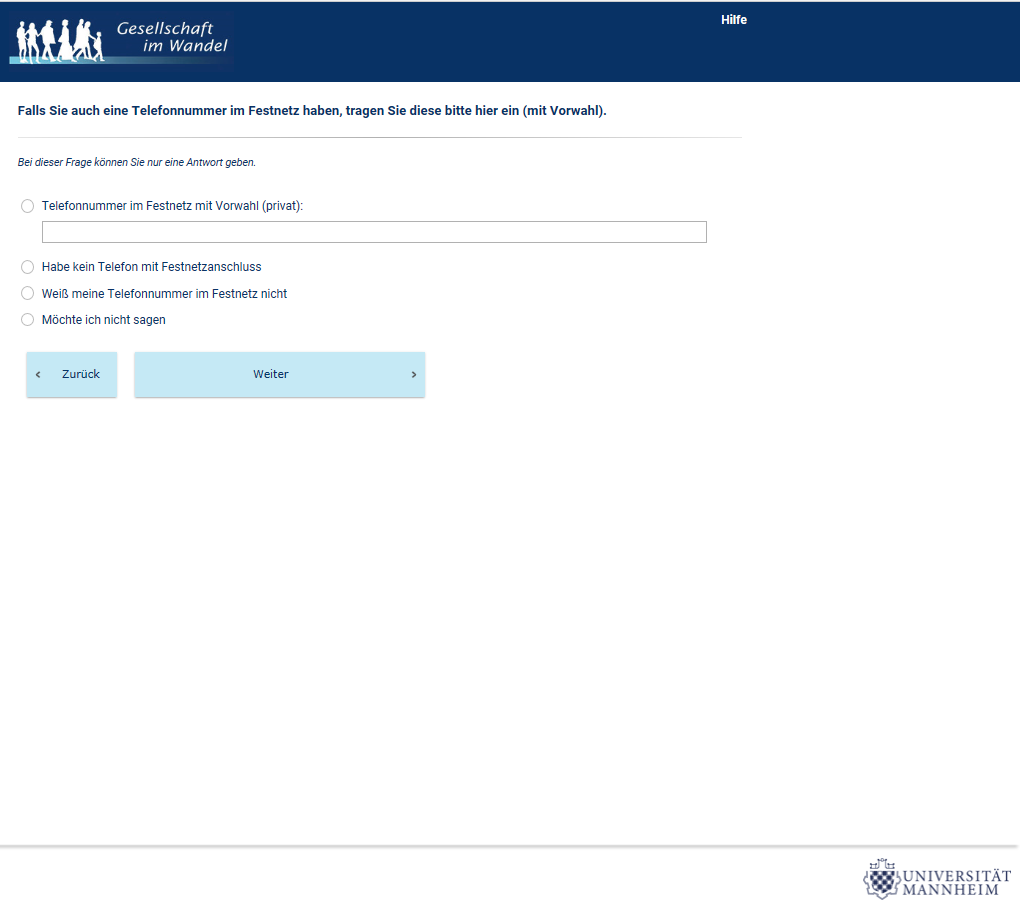 Gesellschaft
im Wandel
Hilfe
Falls Sie auch eine Telefonnummer im Festnetz haben, tragen Sie diese bitte hier ein (mit Vorwahl).
Bei dieser Frage können Sie nur eine Antwort geben.
Telefonnummer im Festnetz mit Vorwahl (privat):
Habe kein Telefon mit Festnetzanschluss
Weiß meine Telefonnummer im Festnetz nicht
Möchte ich nicht sagen
‹ Zurück
Weiter ›
UNIVERSITÄT
MANNHEIM